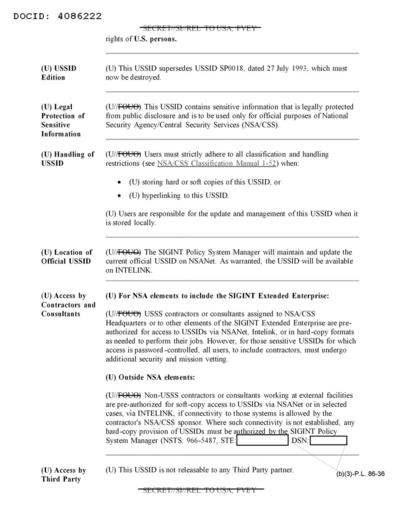 DOCID: 4086222
SECRET//SI//REL TO USA, FVEY
rights of U.S. persons.
(U) USSID Edition
(U) This USSID supersedes USSID SP0018, dated 27 July 1993, which must
now be destroyed.
(U) Legal
Protection of
Sensitive
Information
(U//FOUO) This USSID contains sensitive information that is legally protected
from public disclosure and is to be used only for official purposes of National
Security Agency/Central Security Services (NSA/CSS).
(U) Handling of
USSID
(U//FOUO) Users must strictly adhere to all classification and handling
restrictions (see NSA/CSS Classification Manual 1-52) when:
• (U) storing hard or soft copies of this USSID, or
• (U) hyperlinking to this USSID.
(U) Users are responsible for the update and management of this USSID when it
is stored locally.
(U) Location of
Official USSID
(U//FOUO) The SIGINT Policy System Manager will maintain and update the
current official USSID on NSANet. As warranted, the USSID will be available
on INTELINK.
(U) Access by
Contractors and
Consultants
(U) For NSA elements to include the SIGINT Extended Enterprise:
(U//FOUO) USSS contractors or consultants assigned to NSA/CSS
Headquarters or to other elements of the SIGINT Extended Enterprise are pre-
authorized for access to USSIDs via NSANet, Intelink, or in hard-copy formats
as needed to perform their jobs. However, for those sensitive USSIDs for which
access is password -controlled, all users, to include contractors, must undergo
additional security and mission vetting.
(U) Outside NSA elements:
(U//FOUO) Non-USSS contractors or consultants working at external facilities
are pre-authorized for soft-copy access to USSIDs via NSANet or in selected
cases, via INTELINK, if connectivity to those systems is allowed by the
contractor's NSA/CSS sponsor. Where such connectivity is not established, any
hard-copy provision of USSIDs must be authorized by the SIGINT Policy
System Manager (NSTS: 966-5487, STE: DSN:
(b)(3)-P.L. 86-36
(U) Access by
Third Party
(U) This USSID is not releasable to any Third Party partner.
SECRET//SI//REL TO USA, FVEY